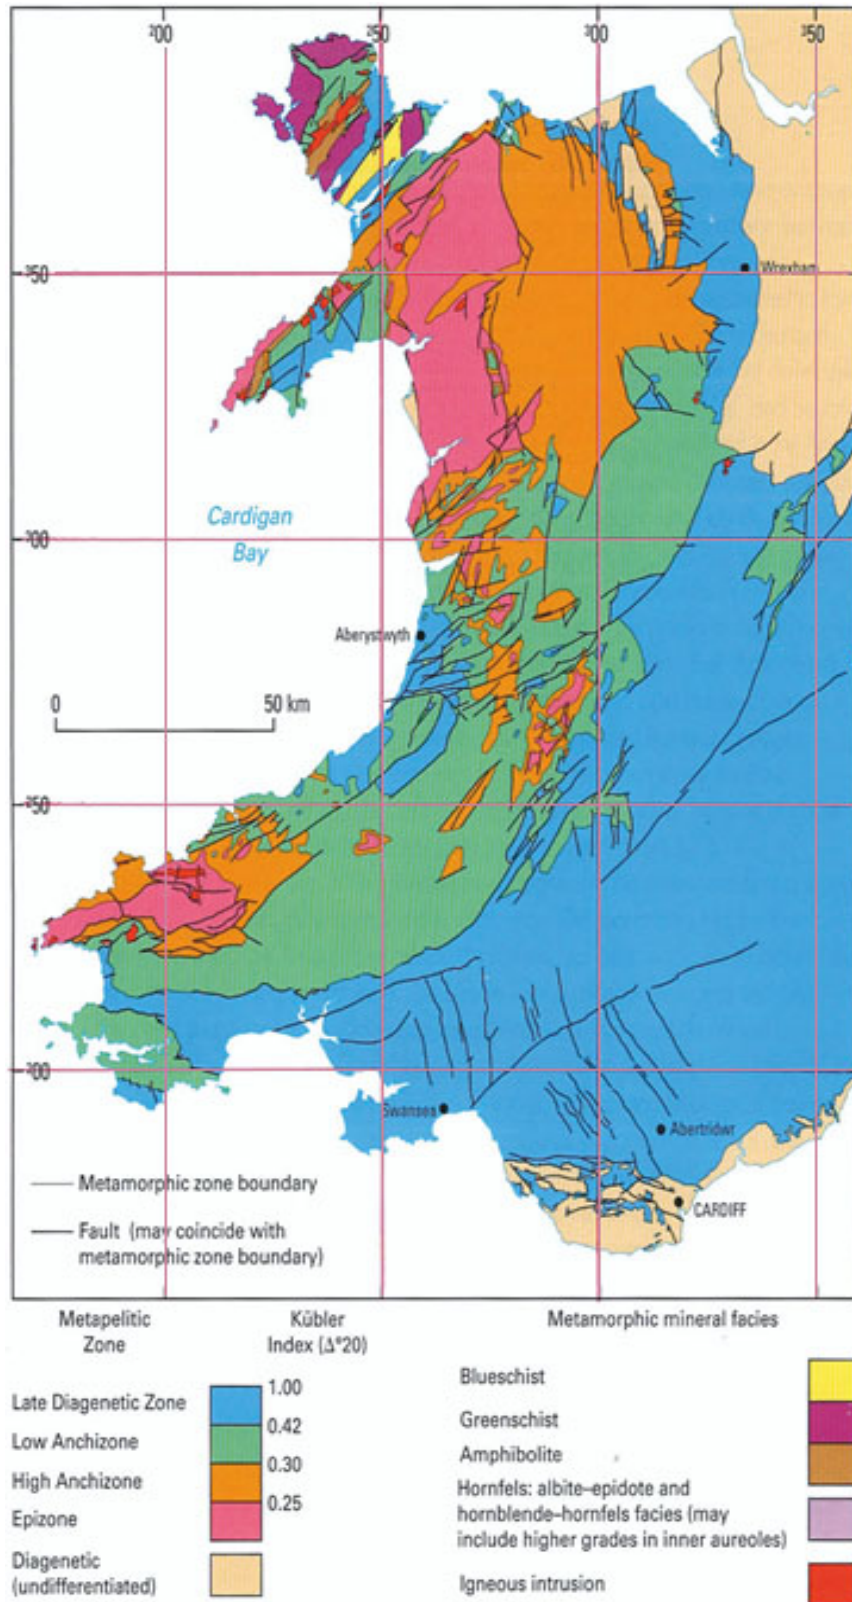 ²00
²50
³00
³50
³50
Wrexham
Cardigan
Bay
³00
Aberystwyth
0
50 km
²50
²00
Swansea
Abertridwr
CARDIFF
Metamorphic zone boundary
Fault (may coincide with
metamorphic zone boundary)
Metapelitic
Zone
Kübler
Index (Δ°2θ)
Late Diagenetic Zone
1.00
0.42
Low Anchizone
0.30
High Anchizone
0.25
Epizone
Diagenetic
(undifferentiated)
Metamorphic mineral facies
Blueschist
Greenschist
Amphibolite
Hornfels: albite–epidote and
hornblende–hornfels facies (may
include higher grades in inner aureoles)
Igneous intrusion